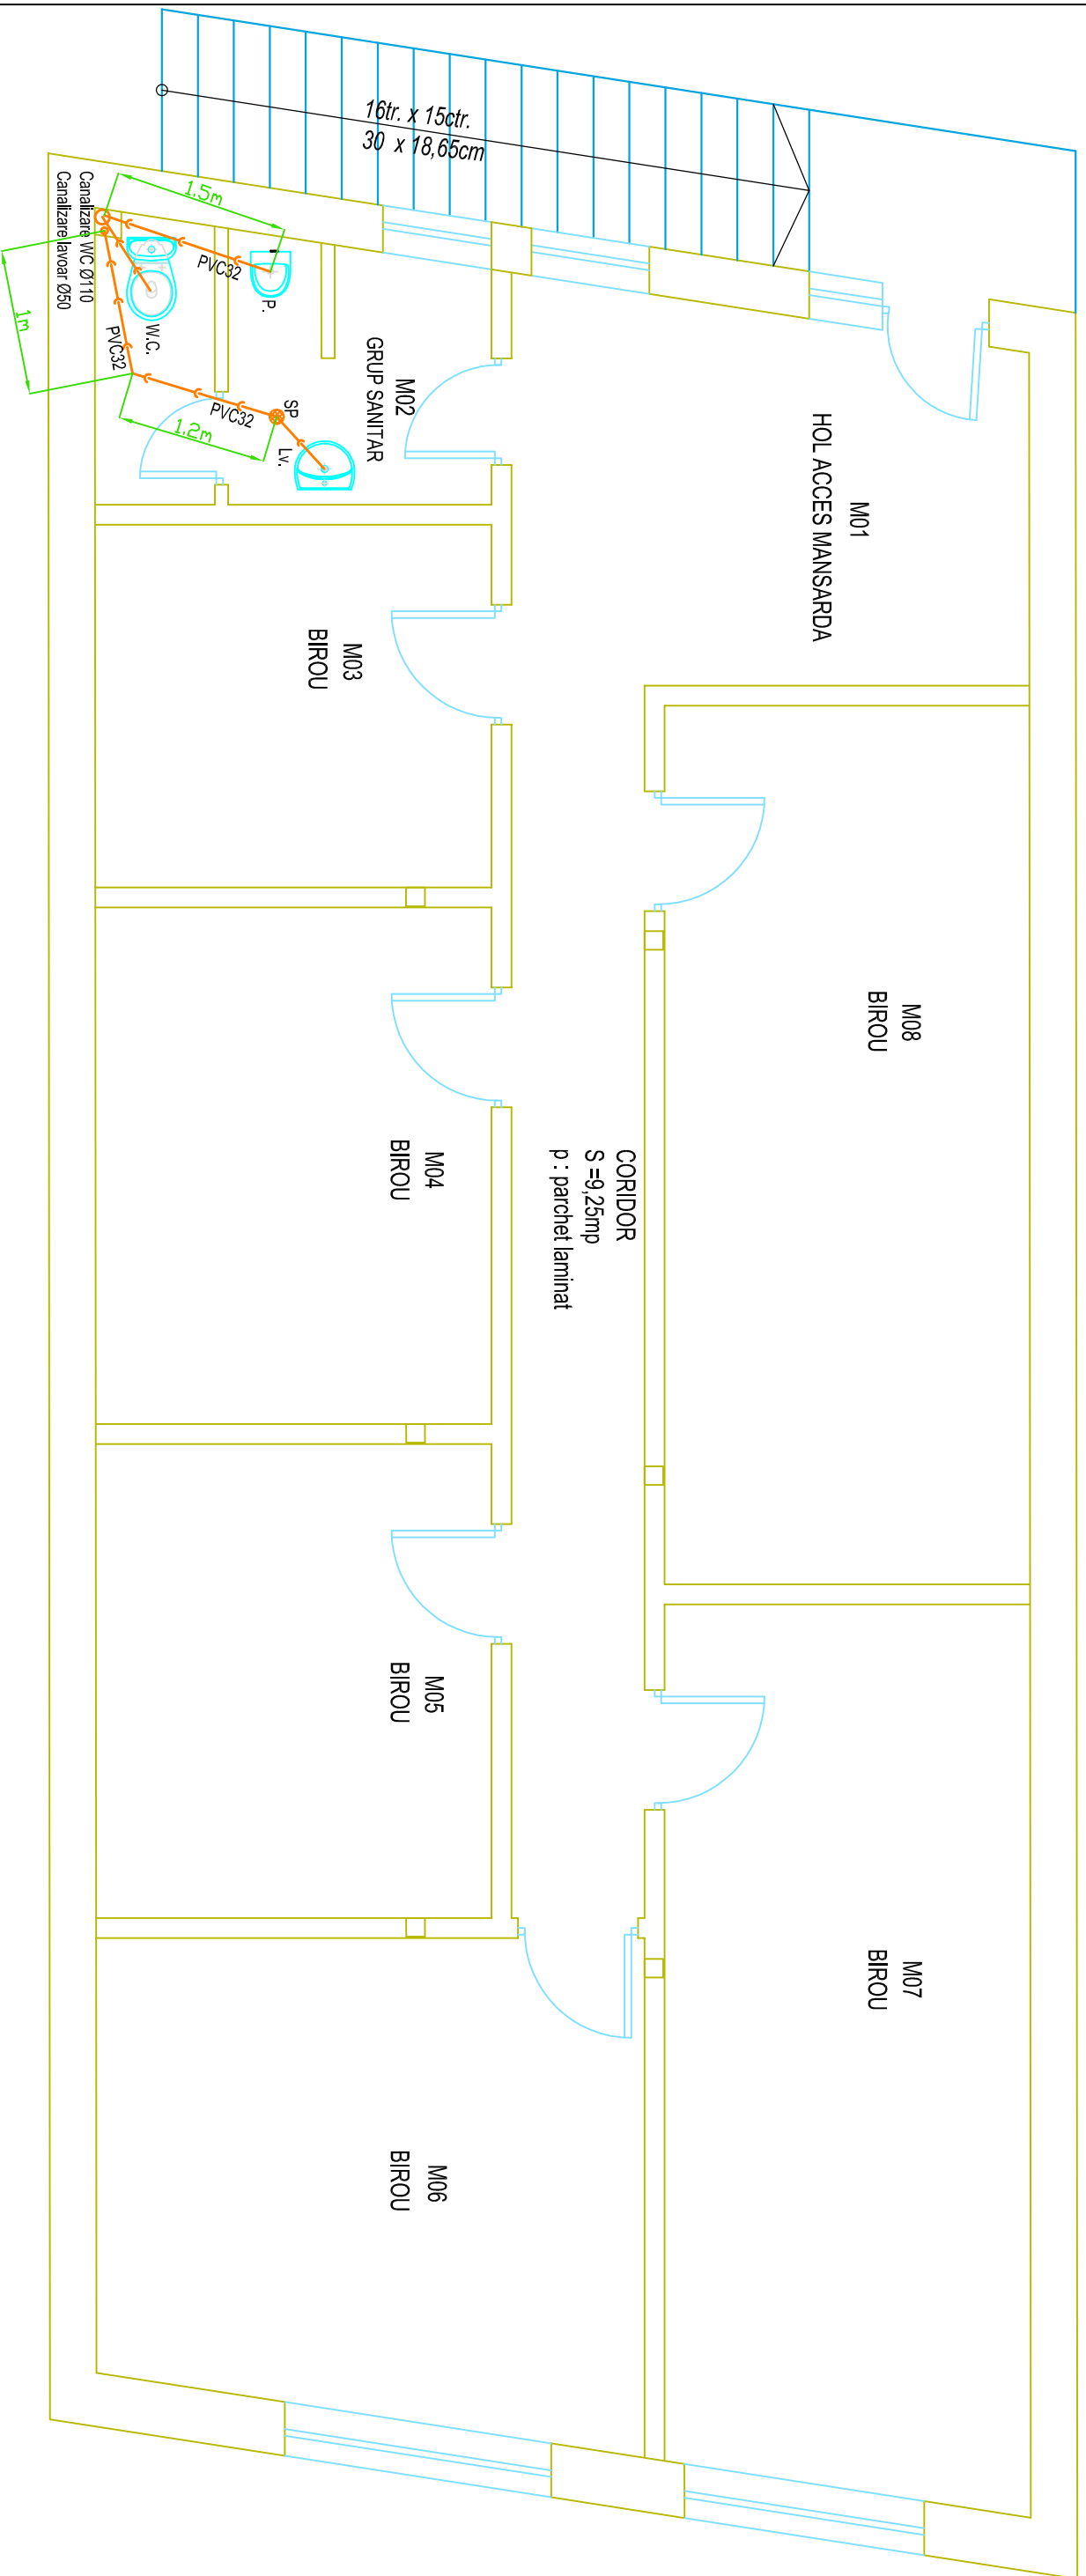 16tr. x 15ctr.
30 x 18,65cm
Canalizare WC Ø110
Canalizare lavoar Ø50
1.5m
PVC32
P.
W.C.
PVC32
1m
PVC32
1.2m
SP
Lv.
M02
GRUP SANITAR
M01
HOL ACCES MANSARDA
M03
BIROU
M08
BIROU
M04
BIROU
CORIDOR
S =9,25mp
p : parchet laminat
M05
BIROU
M07
BIROU
M06
BIROU